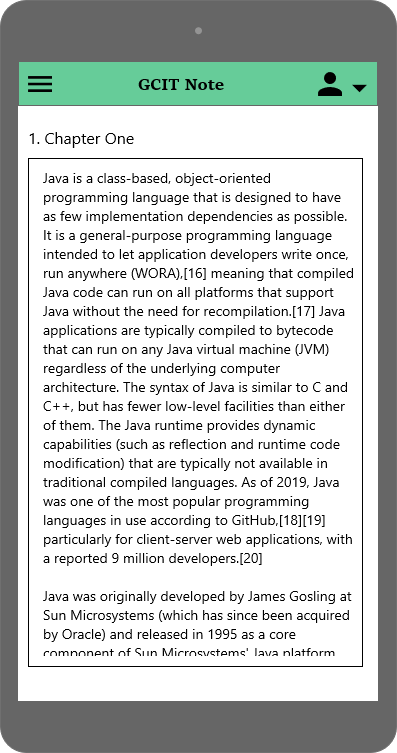 GCIT Note
1. Chapter One
Java is a class-based, object-oriented
programming language that is designed to have
as few implementation dependencies as possible.
It is a general-purpose programming language
intended to let application developers write once,
run anywhere (WORA),[16] meaning that compiled
Java code can run on all platforms that support
Java without the need for recompilation.[17] Java
applications are typically compiled to bytecode
that can run on any Java virtual machine (JVM)
regardless of the underlying computer
architecture. The syntax of Java is similar to C and
C++, but has fewer low-level facilities than either
of them. The Java runtime provides dynamic
capabilities (such as reflection and runtime code
modification) that are typically not available in
traditional compiled languages. As of 2019, Java
was one of the most popular programming
languages in use according to GitHub,[18][19]
particularly for client-server web applications, with
a reported 9 million developers.[20]
Java was originally developed by James Gosling at
Sun Microsystems (which has since been acquired
by Oracle) and released in 1995 as a core
component of Sun Microsystems' Java platform